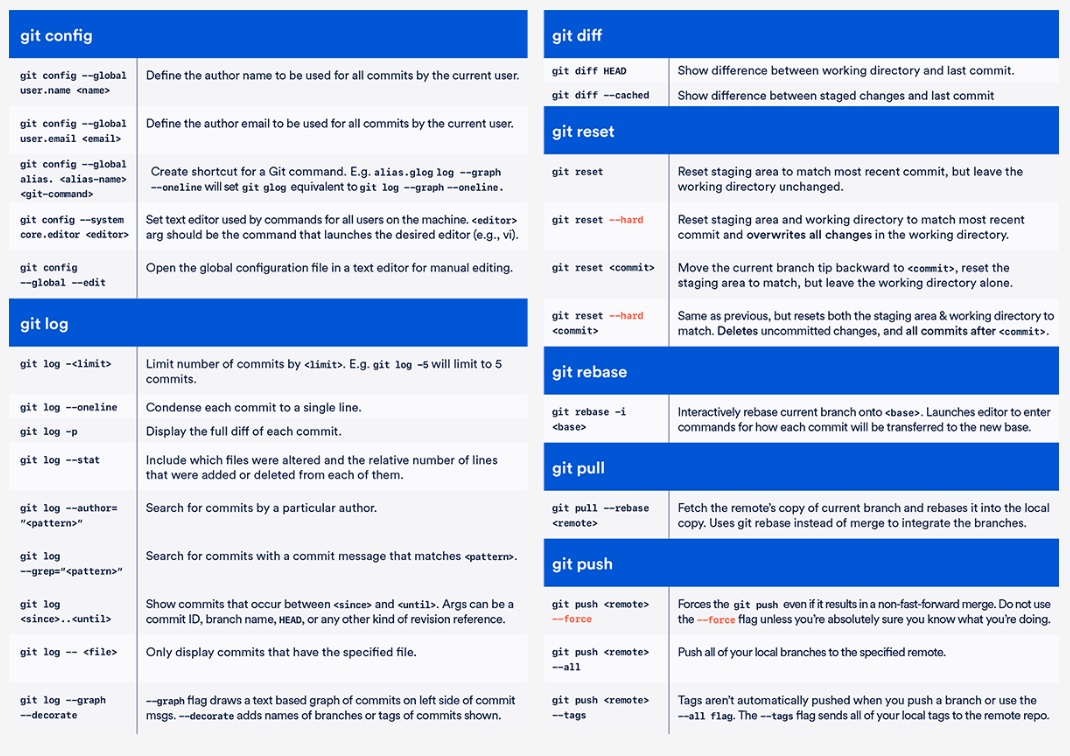 git config
git config --global
user.name <name>
Define the author name to be used for all commits by the current user.
git config --global
user.email <email>
Define the author email to be used for all commits by the current user.
git config --global
alias. <alias-name>
<git-command>
Create shortcut for a Git command. E.g. alias.glog log --graph
--oneline will set git glog equivalent to git log --graph --oneline.
git config --system
core.editor <editor>
Set text editor used by commands for all users on the machine. <editor>
arg should be the command that launches the desired editor (e.g., vi).
git config
--global --edit
Open the global configuration file in a text editor for manual editing.
git log
git log -<limit>
Limit number of commits by <limit>. E.g. git log -5 will limit to 5
commits.
git log --oneline
Condense each commit to a single line.
git log -p
Display the full diff of each commit.
git log --stat
Include which files were altered and the relative number of lines
that were added or deleted from each of them.
git log --author=
"<pattern>"
Search for commits by a particular author.
git log
--grep="<pattern>"
Search for commits with a commit message that matches <pattern>.
git log
<since>..<until>
Show commits that occur between <since> and <until>. Args can be a
commit ID, branch name, HEAD, or any other kind of revision reference.
git log -- <file>
Only display commits that have the specified file.
git log --graph
--decorate
--graph flag draws a text based graph of commits on left side of commit
msgs. --decorate adds names of branches or tags of commits shown.
git diff
git diff HEAD
Show difference between working directory and last commit.
git diff --cached
Show difference between staged changes and last commit
git reset
git reset
Reset staging area to match most recent commit, but leave the
working directory unchanged.
git reset --hard
Reset staging area and working directory to match most recent
commit and overwrites all changes in the working directory.
git reset <commit>
Move the current branch tip backward to <commit>, reset the
staging area to match, but leave the working directory alone.
git reset --hard
<commit>
Same as previous, but resets both the staging area & working directory to
match. Deletes uncommitted changes, and all commits after <commit>.
git rebase
git rebase -i
<base>
Interactively rebase current branch onto <base>. Launches editor to enter
commands for how each commit will be transferred to the new base.
git pull
git pull --rebase
<remote>
Fetch the remote's copy of current branch and rebases it into the local
copy. Uses git rebase instead of merge to integrate the branches.
git push
git push <remote>
--force
Forces the git push even if it results in a non-fast-forward merge. Do not use
the --force flag unless you're absolutely sure you know what you're doing.
git push <remote>
--all
Push all of your local branches to the specified remote.
git push <remote>
--tags
Tags aren't automatically pushed when you push a branch or use the
--all flag. The --tags flag sends all of your local tags to the remote repo.